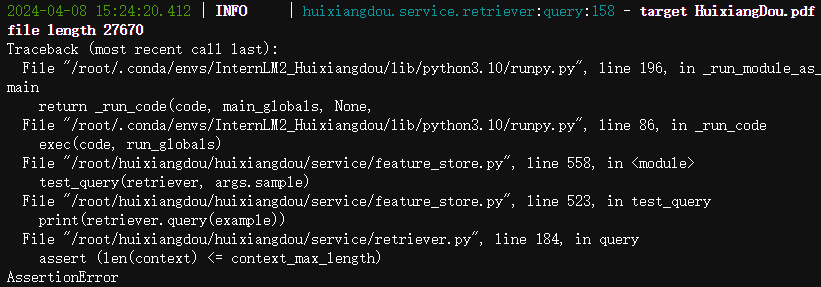 2024-04-08 15:24:20.412 | INFO     | huixiangdou.service.retriever:query:158 - target HuixiangDou.pdf
file length 27670
Traceback (most recent call last):
  File "/root/.conda/envs/InternLM2_Huixiangdou/lib/python3.10/runpy.py", line 196, in _run_module_as_
main
    return _run_code(code, main_globals, None,
  File "/root/.conda/envs/InternLM2_Huixiangdou/lib/python3.10/runpy.py", line 86, in _run_code
    exec(code, run_globals)
  File "/root/huixiangdou/huixiangdou/service/feature_store.py", line 558, in <module>
    test_query(retriever, args.sample)
  File "/root/huixiangdou/huixiangdou/service/feature_store.py", line 523, in test_query
    print(retriever.query(example))
  File "/root/huixiangdou/huixiangdou/service/retriever.py", line 184, in query
    assert (len(context) <= context_max_length)
AssertionError